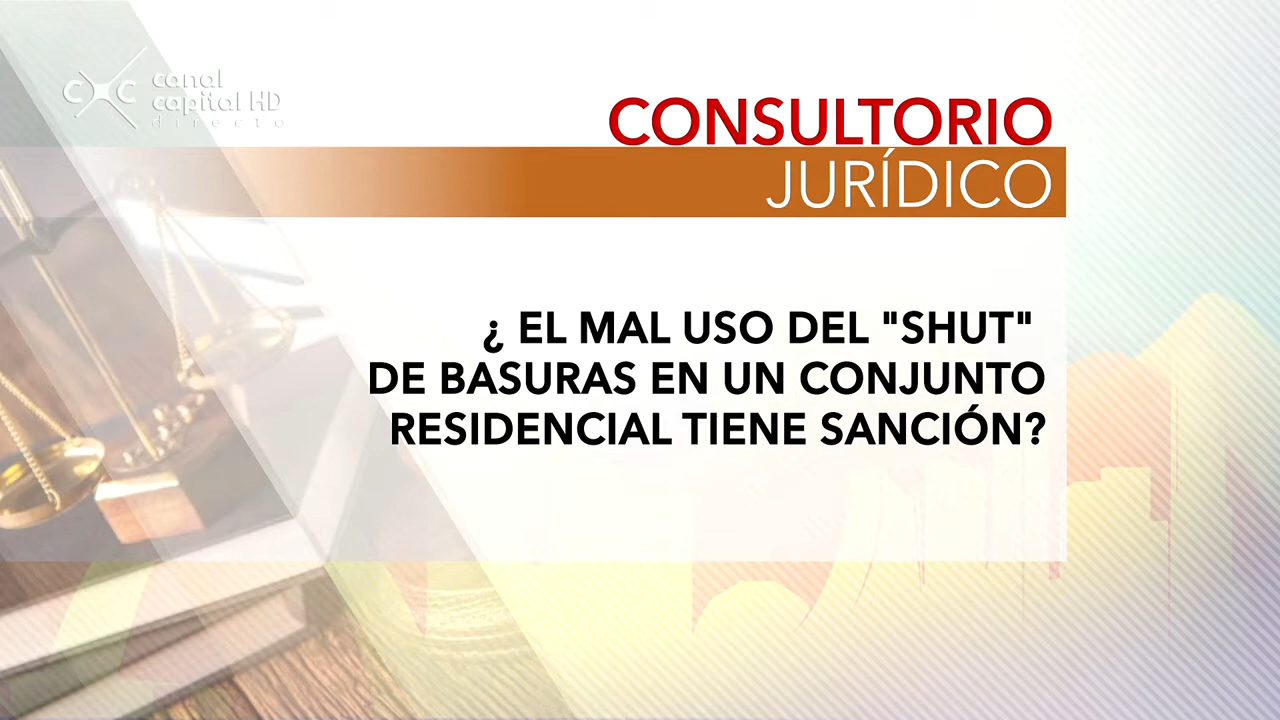 canal
capital HD
directo
CONSULTORIO
JURÍDICO
¿ EL MAL USO DEL "SHUT"
DE BASURAS EN UN CONJUNTO
RESIDENCIAL TIENE SANCIÓN?